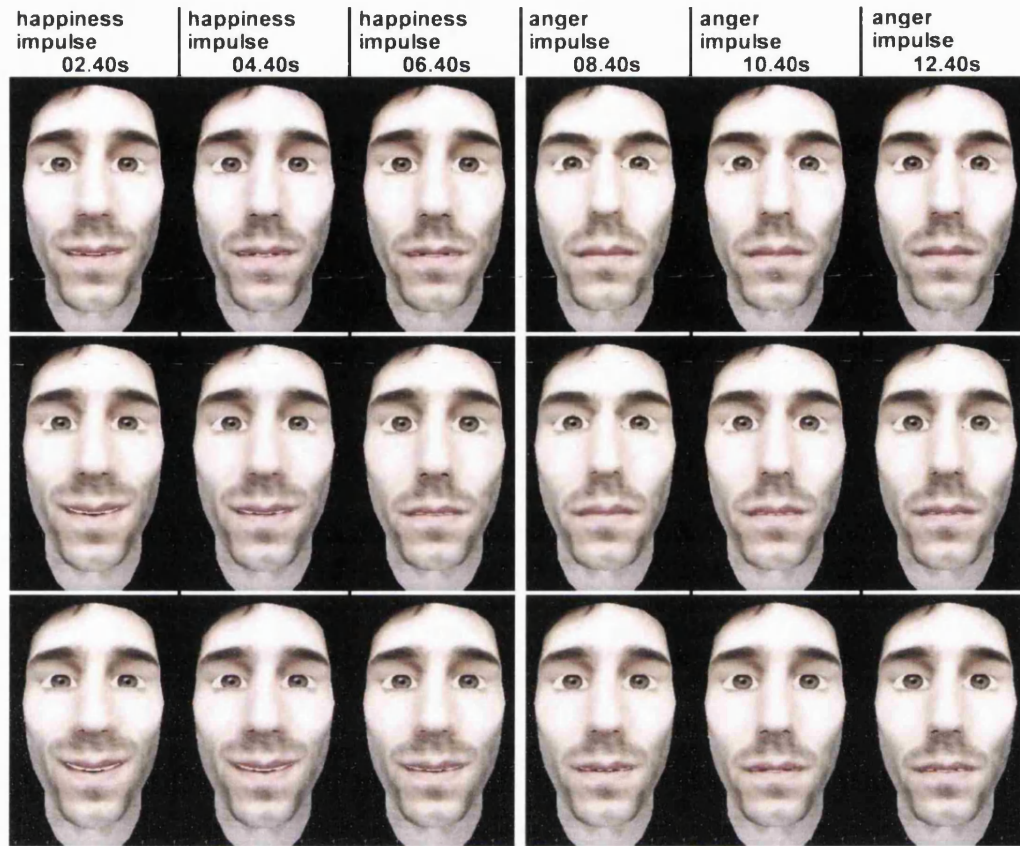 happiness impulse 02.40s
happiness impulse 04.40s
happiness impulse 06.40s
anger impulse 08.40s
anger impulse 10.40s
anger impulse 12.40s